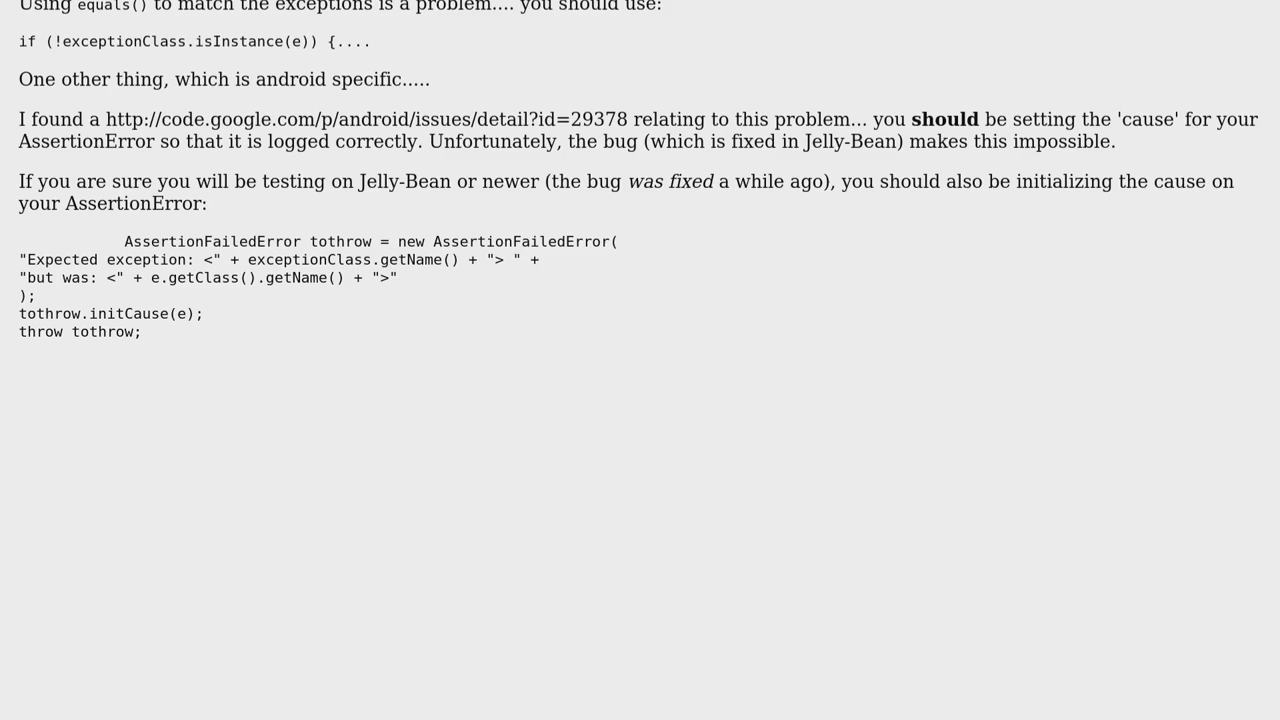 Using equals() to match the exceptions is a problem.... you should use:
if (!exceptionClass.isInstance(e)) {....
One other thing, which is android specific.....
I found a http://code.google.com/p/android/issues/detail?id=29378 relating to this problem... you should be setting the 'cause' for your
AssertionError so that it is logged correctly. Unfortunately, the bug (which is fixed in Jelly-Bean) makes this impossible.
If you are sure you will be testing on Jelly-Bean or newer (the bug was fixed a while ago), you should also be initializing the cause on
your AssertionError:
AssertionFailedError tothrow = new AssertionFailedError(
"Expected exception: <" + exceptionClass.getName() + "> " +
"but was: <" + e.getClass().getName() + ">"
);
tothrow.initCause(e);
throw tothrow;